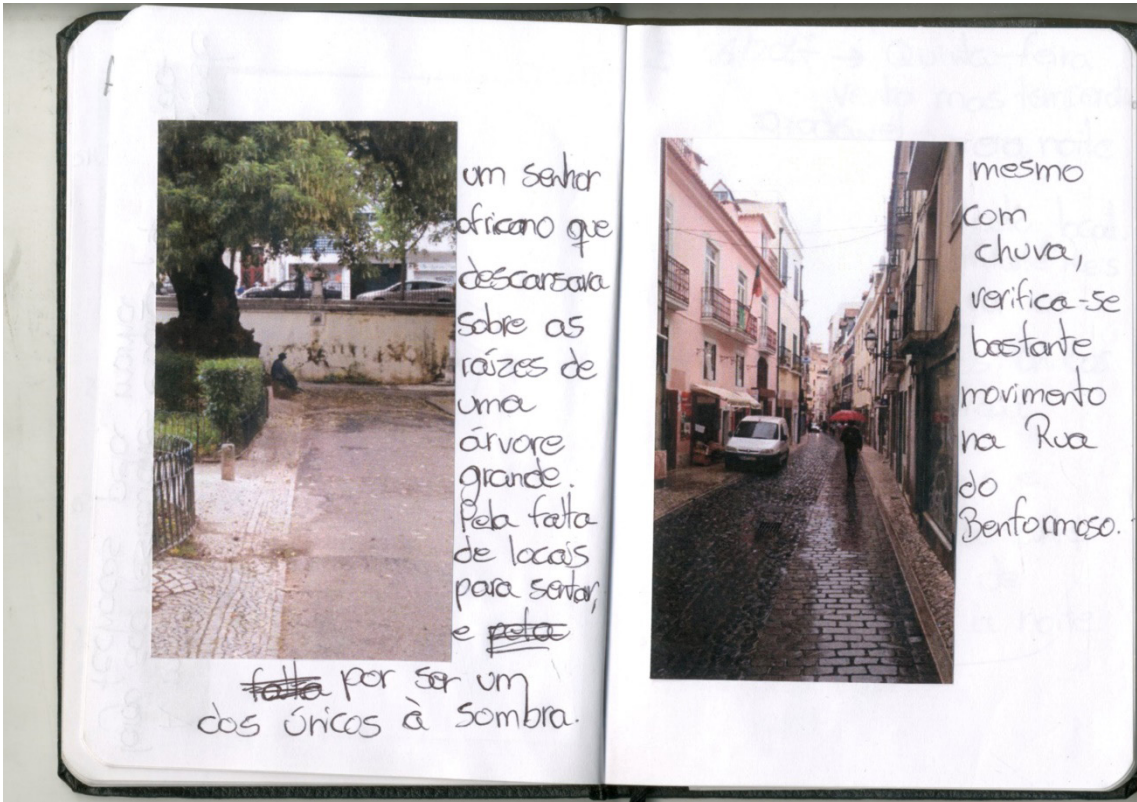 um senhor
africano que
descansava
sobre as
raízes de
uma
árvore
grande.
Pela falta
de locais
para sentar,
e pela
falta por ser um
dos únicos à sombra.
mesmo
com
chuva,
verifica-se
bastante
movimento
na Rua
do
Benformoso.